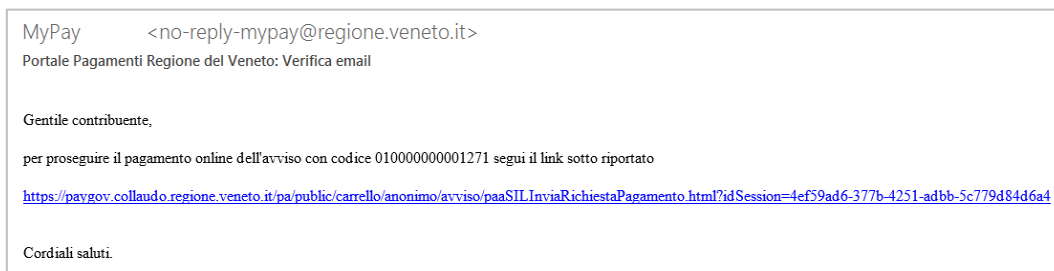 MyPay <no-reply-mypay@regione.veneto.it>
Portale Pagamenti Regione del Veneto: Verifica email
Gentile contribuente,
per proseguire il pagamento online dell'avviso con codice 010000000001271 segui il link sotto riportato
https://paygov.collaudo.regione.veneto.it/pa/public/carrello/anonimo/avviso/paaSILInviaRichiestaPagamento.html?idSession=4ef59ad6-377b-4251-adbb-5c779d84d6a4
Cordiali saluti.